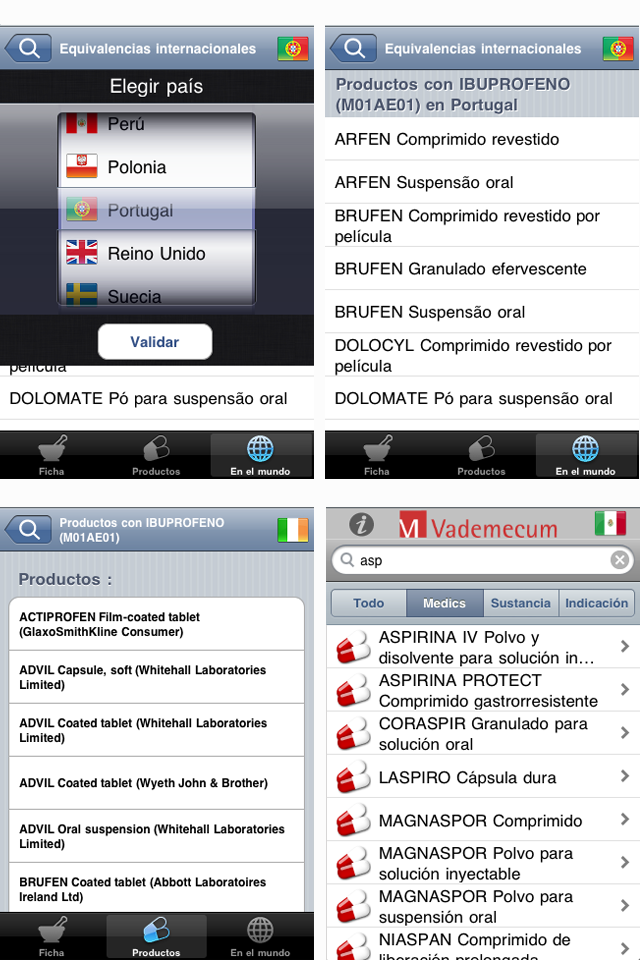 Equivalencias internacionales
Elegir país
Perú
Polonia
Portugal
Reino Unido
Suecia
Validar
película
DOLOMATE Pó para suspensão oral
Ficha
Productos
En el mundo
Equivalencias internacionales
Productos con IBUPROFENO
(M01AE01) en Portugal
ARFEN Comprimido revestido
ARFEN Suspensão oral
BRUFEN Comprimido revestido por
película
BRUFEN Granulado efervescente
BRUFEN Suspensão oral
DOLOCYL Comprimido revestido por
película
DOLOMATE Pó para suspensão oral
Ficha
Productos
En el mundo
Productos con IBUPROFENO
(M01AE01)
Productos :
ACTIPROFEN Film-coated tablet
(GlaxoSmithKline Consumer)
ADVIL Capsule, soft (Whitehall Laboratories
Limited)
ADVIL Coated tablet (Whitehall Laboratories
Limited)
ADVIL Coated tablet (Wyeth John & Brother)
ADVIL Oral suspension (Whitehall Laboratories
Limited)
BRUFEN Coated tablet (Abbott Laboratoires
Ireland Ltd)
Ficha
Productos
En el mundo
i
Vademecum
asp
Todo
Medics
Sustancia
Indicación
ASPIRINA IV Polvo y
disolvente para solución in…
ASPIRINA PROTECT
Comprimido gastrorresistente
CORASPIR Granulado para
solución oral
LASPIRO Cápsula dura
MAGNASPOR Comprimido
MAGNASPOR Polvo para
solución inyectable
MAGNASPOR Polvo para
suspensión oral
NIASPAN Comprimido de
liberación prolongada